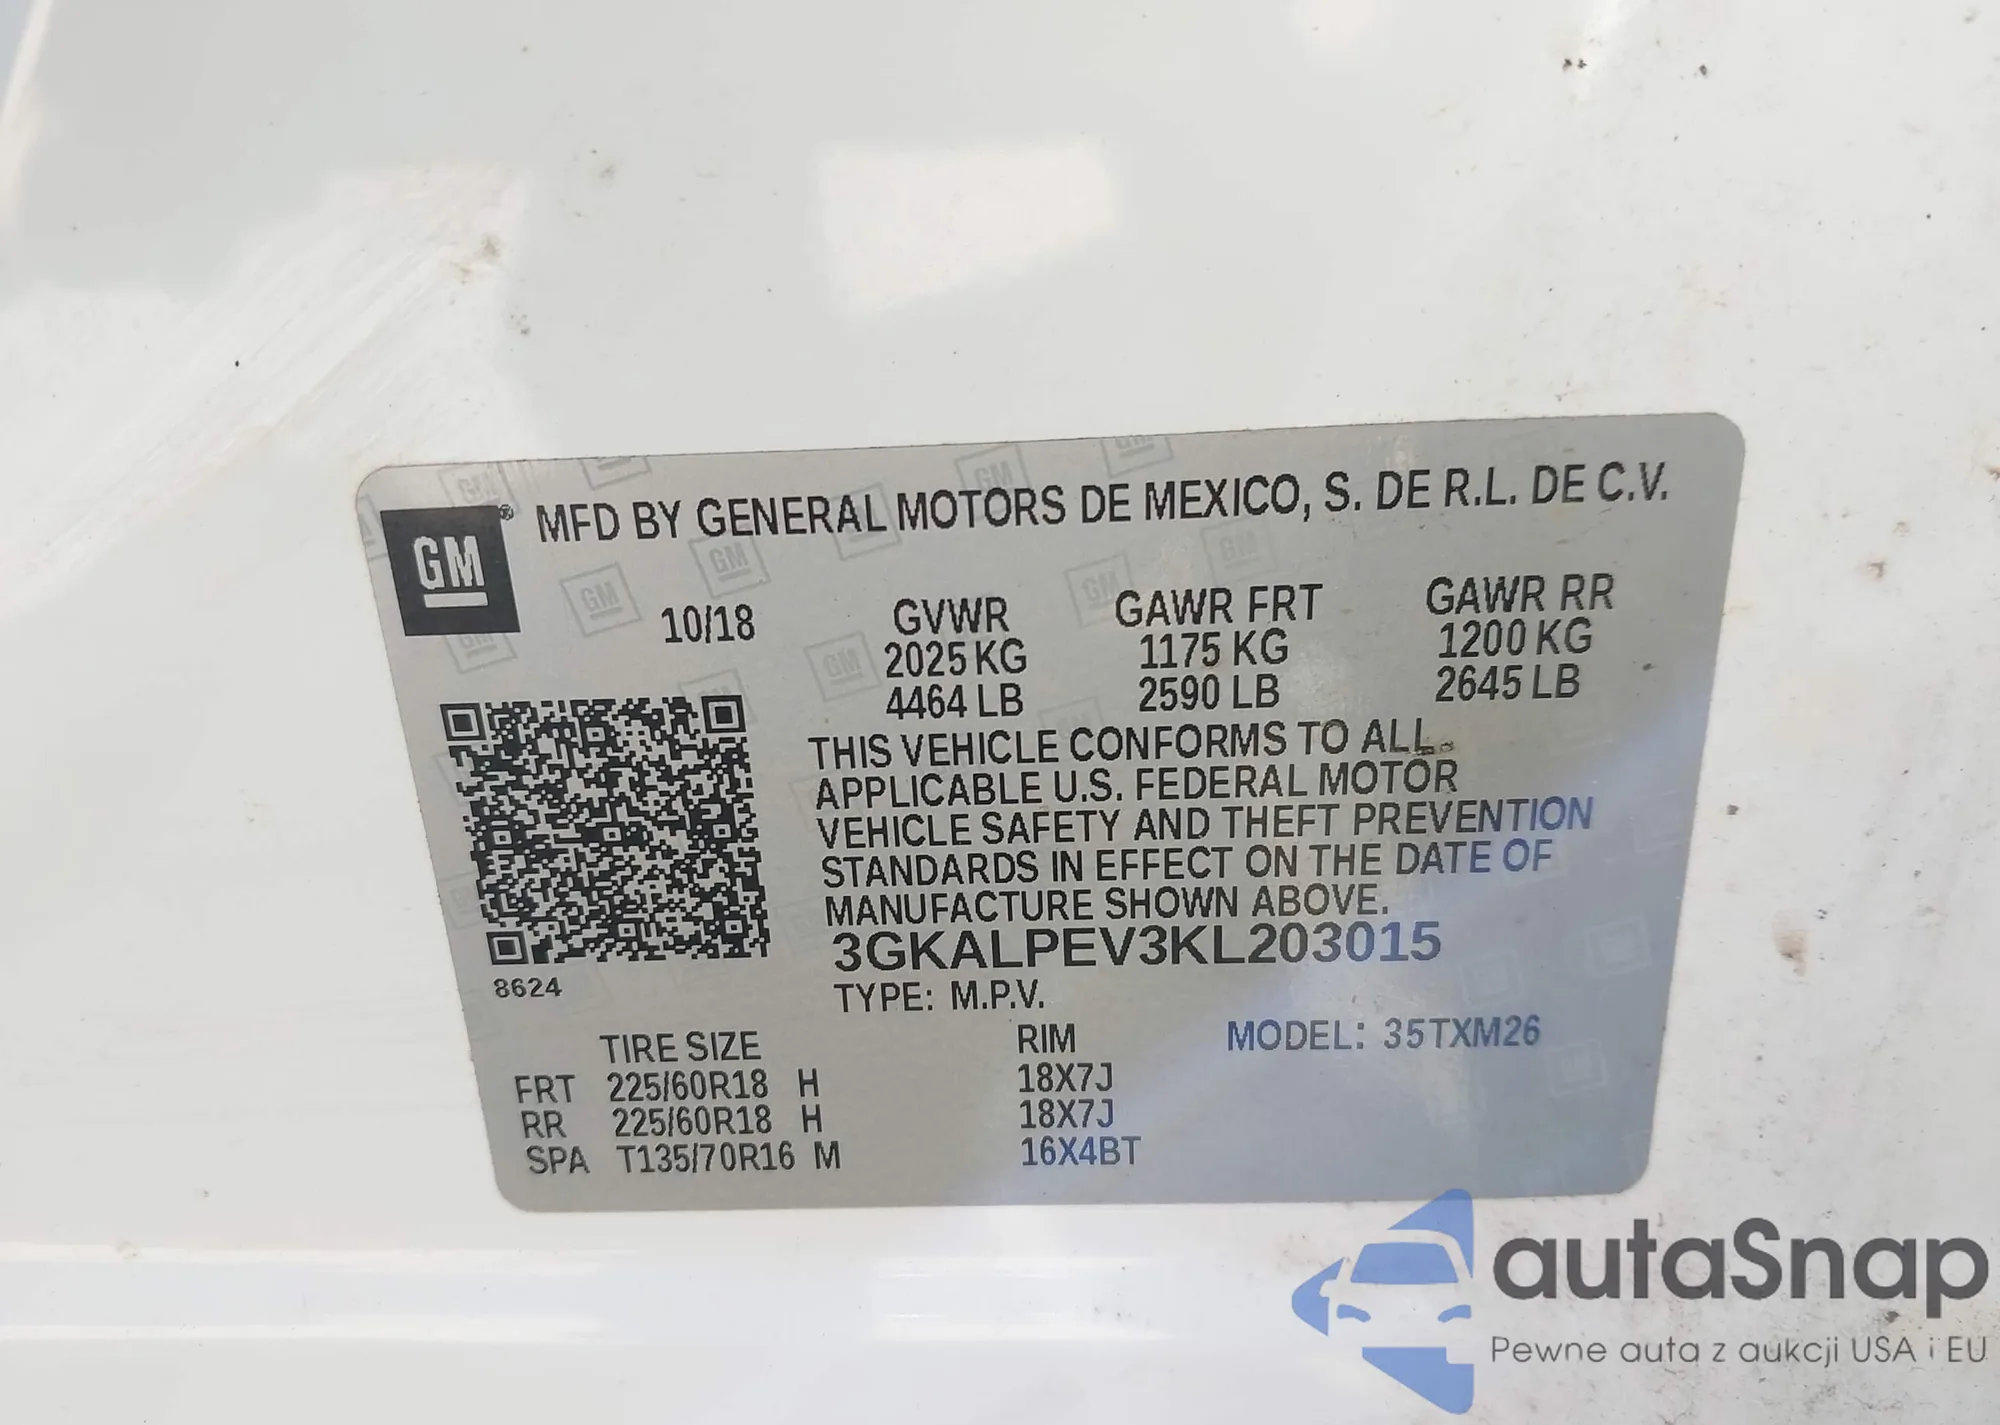 GM ® MFD BY GENERAL MOTORS DE MEXICO, S. DE R.L. DE C.V.
10/18 GVWR GAWR FRT GAWR RR
2025 KG 1175 KG 1200 KG
4464 LB 2590 LB 2645 LB
THIS VEHICLE CONFORMS TO ALL
APPLICABLE U.S. FEDERAL MOTOR
VEHICLE SAFETY AND THEFT PREVENTION
STANDARDS IN EFFECT ON THE DATE OF
MANUFACTURE SHOWN ABOVE.
3GKALPEV3KL203015
8624
TYPE: M.P.V.
TIRE SIZE RIM MODEL: 35TXM26
FRT 225/60R18 H 18X7J
RR 225/60R18 H 18X7J
SPA T135/70R16 M 16X4BT
autaSnap
Pewne auta z aukcji USA i EU